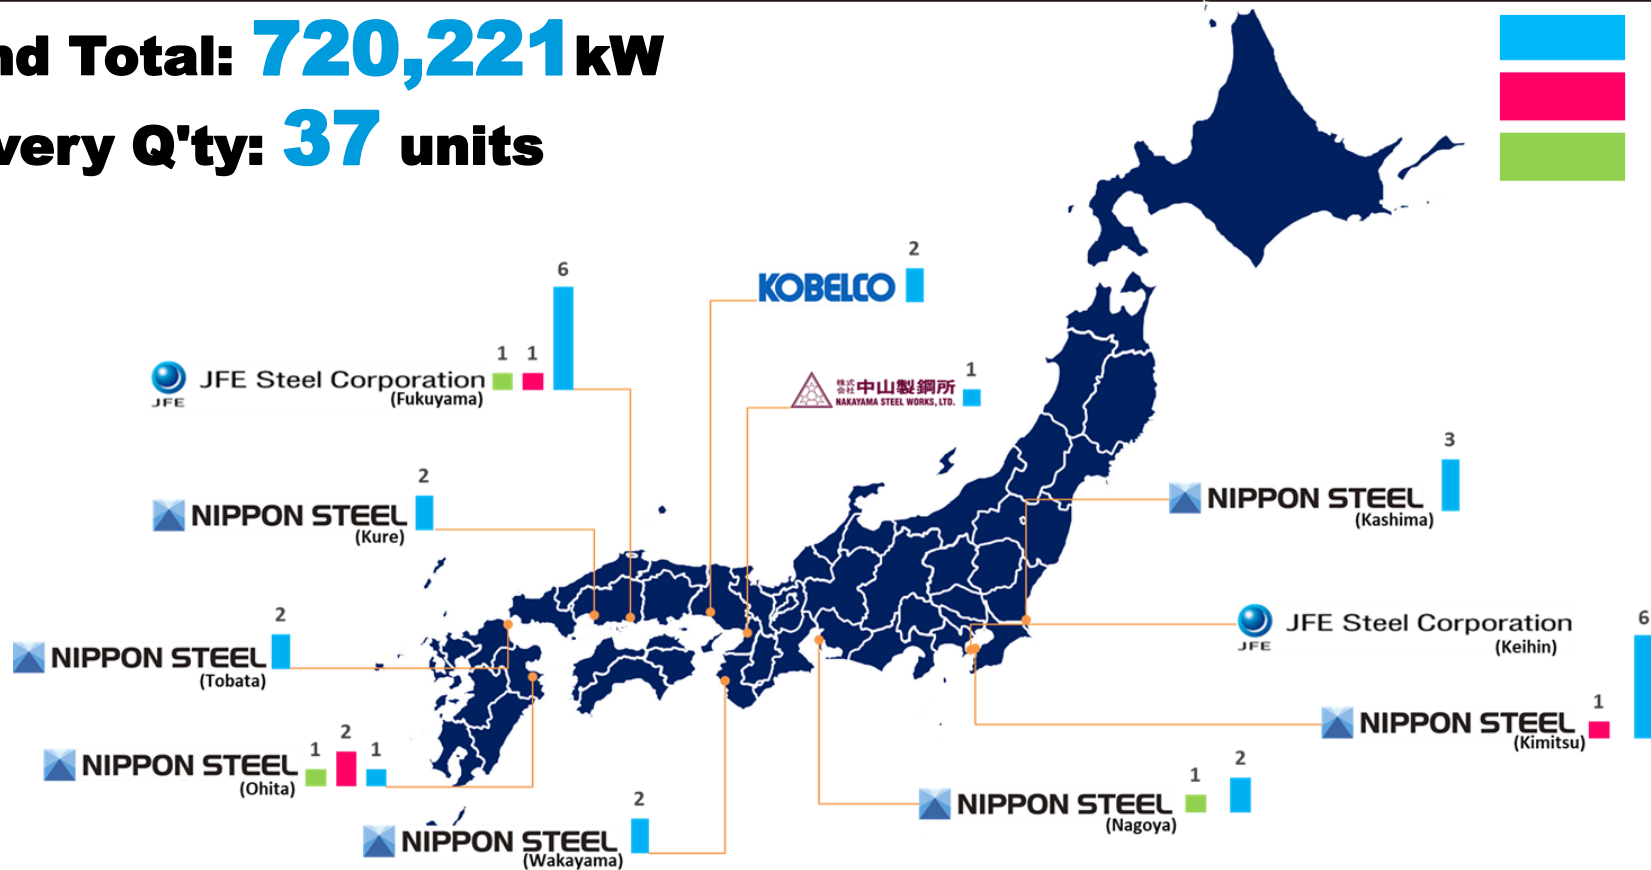 nd Total: 720,221kW
very Q'ty: 37 units
2
KOBELCO
6
1 1
JFE
JFE Steel Corporation
(Fukuyama)
1
株式会社 中山製鋼所
NAKAYAMA STEEL WORKS, LTD.
3
NIPPON STEEL
(Kashima)
2
NIPPON STEEL
(Kure)
2
NIPPON STEEL
(Tobata)
JFE
JFE Steel Corporation
(Keihin)
6
1
NIPPON STEEL
(Kimitsu)
1 2 1
NIPPON STEEL
(Ohita)
1 2
NIPPON STEEL
(Nagoya)
2
NIPPON STEEL
(Wakayama)